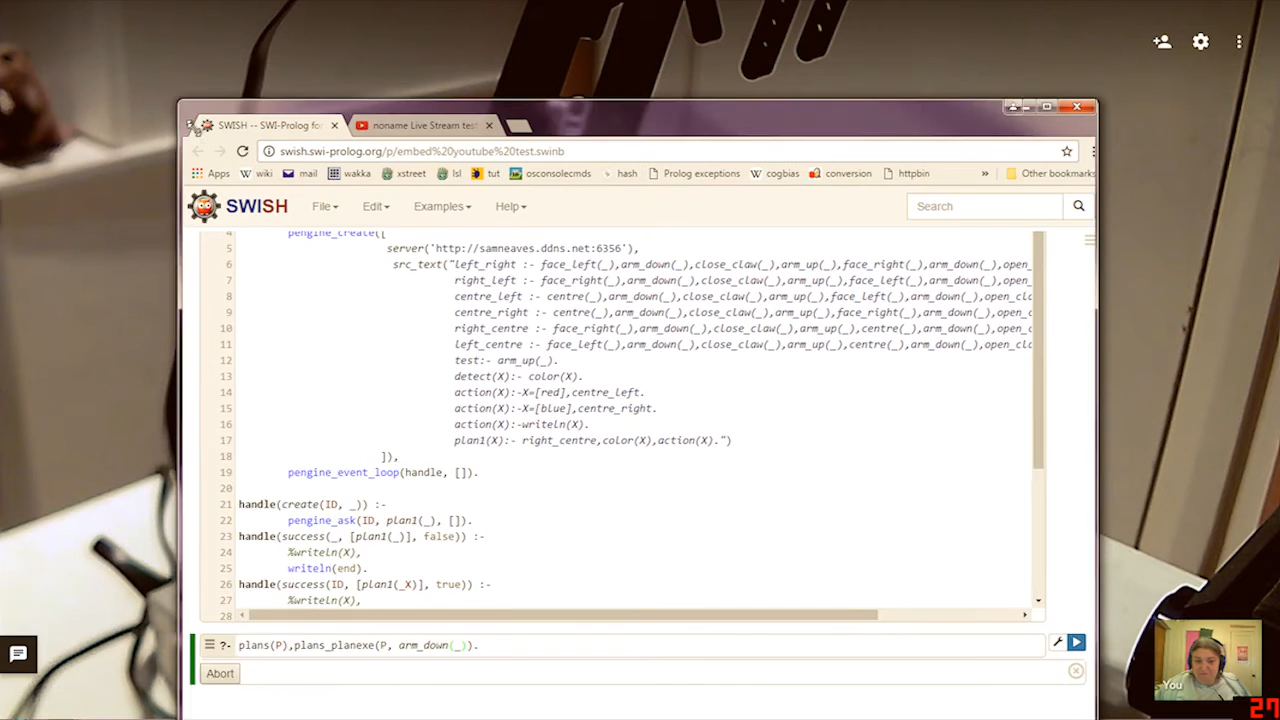 SWISH -- SWI-Prolog for
noname Live Stream test
swish.swi-prolog.org/p/embed%20youtube%20test.swinb
Apps wiki mail wakka xstreet lsl tut osconsolecmds hash Prolog exceptions cogbias conversion httpbin » Other bookmarks
SWISH File Edit Examples Help Search
4 pengine_create([
5 server('http://samneaves.ddns.net:6356'),
6 src_text("left_right :- face_left(_),arm_down(_),close_claw(_),arm_up(_),face_right(_),arm_down(_),open_
7 right_left :- face_right(_),arm_down(_),close_claw(_),arm_up(_),face_left(_),arm_down(_),open_
8 centre_left :- centre(_),arm_down(_),close_claw(_),arm_up(_),face_left(_),arm_down(_),open_cl
9 centre_right :- centre(_),arm_down(_),close_claw(_),arm_up(_),face_right(_),arm_down(_),open_
10 right_centre :- face_right(_),arm_down(_),close_claw(_),arm_up(_),centre(_),arm_down(_),open_
11 left_centre :- face_left(_),arm_down(_),close_claw(_),arm_up(_),centre(_),arm_down(_),open_cl
12 test:- arm_up(_).
13 detect(X):- color(X).
14 action(X):-X=[red],centre_left.
15 action(X):-X=[blue],centre_right.
16 action(X):-writeln(X).
17 plan1(X):- right_centre,color(X),action(X).")
18 ]),
19 pengine_event_loop(handle, []).
20
21 handle(create(ID, _)) :-
22 pengine_ask(ID, plan1(_), []).
23 handle(success(_, [plan1(_)], false)) :-
24 %writeln(X),
25 writeln(end).
26 handle(success(ID, [plan1(_X)], true)) :-
27 %writeln(X),
28
?- plans(P),plans_planexe(P, arm_down(_)).
Abort
You
27